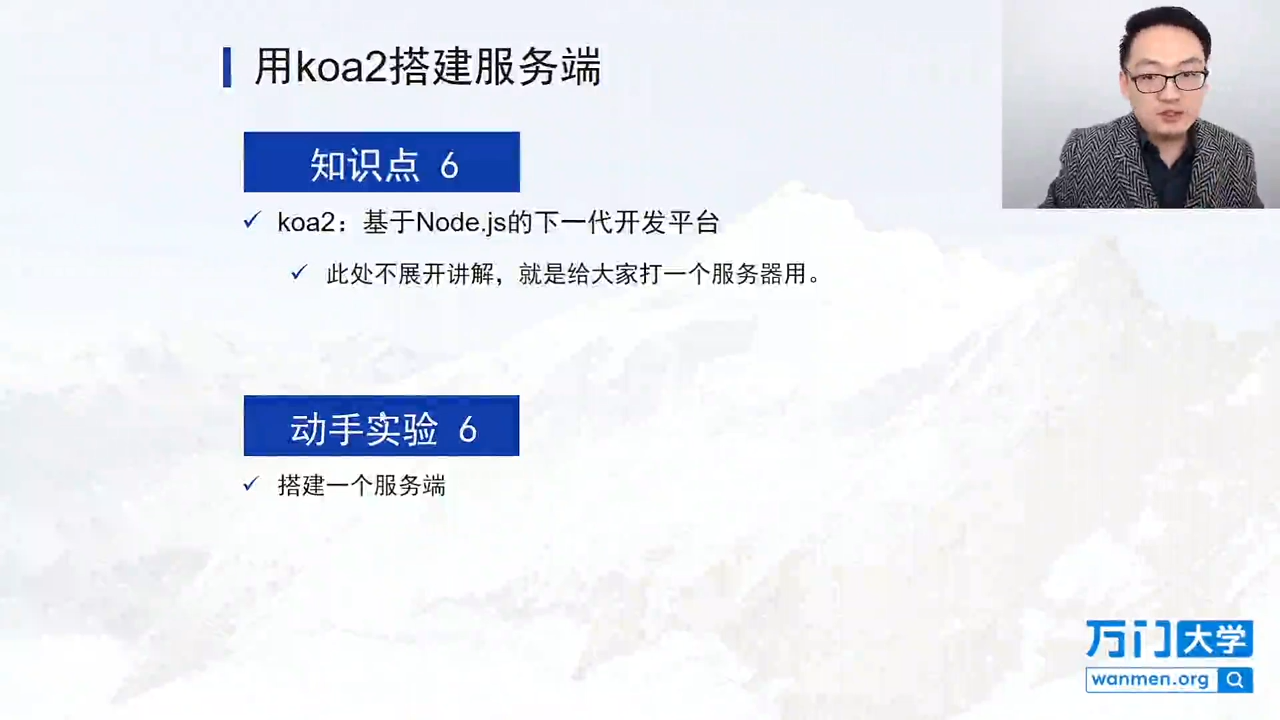 用koa2搭建服务端
知识点 6
✓ koa2：基于Node.js的下一代开发平台
✓ 此处不展开讲解，就是给大家打一个服务器用。
动手实验 6
✓ 搭建一个服务端
万门大学
wanmen.org